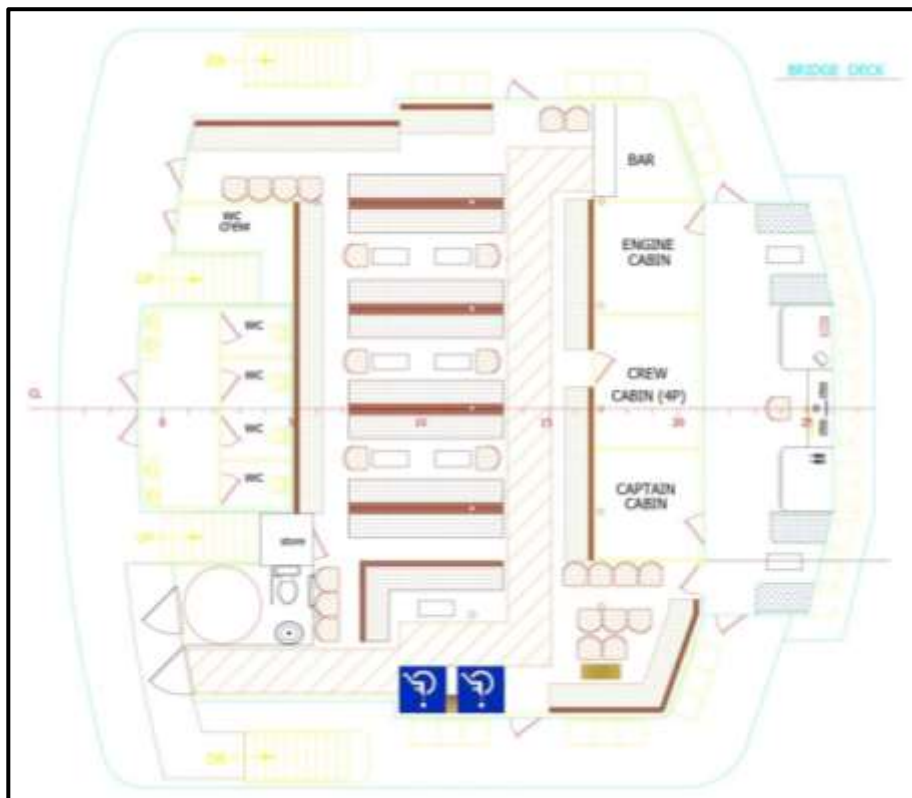 BRIDGE DECK
BAR
WC
crew
ENGINE
CABIN
WC
WC
CREW
CABIN (4P)
10
15
20
WC
CAPTAIN
CABIN
WC
store